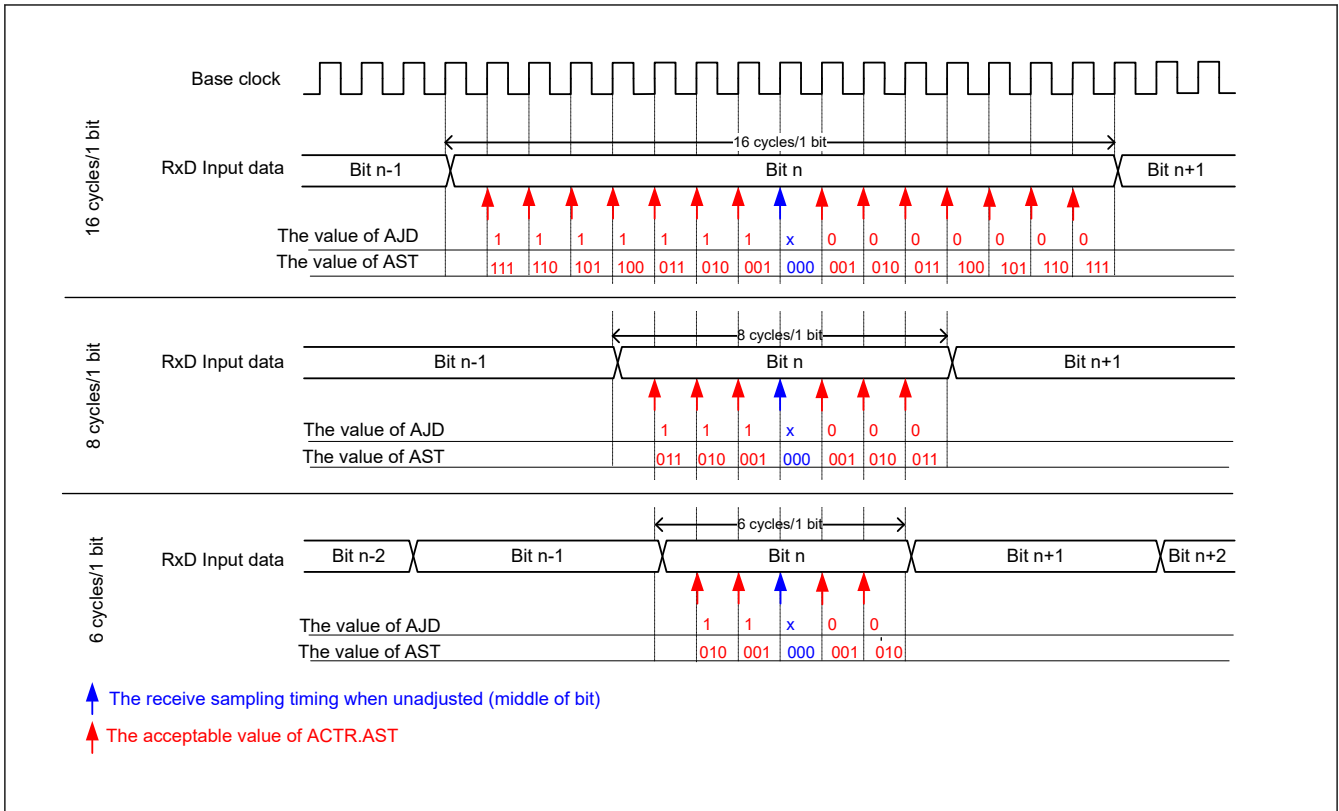 Base clock
16 cycles/1 bit
16 cycles/1 bit
RxD Input data Bit n-1 Bit n Bit n+1
The value of AJD 1 1 1 1 1 1 1 x 0 0 0 0 0 0 0
The value of AST 111 110 101 100 011 010 001 000 001 010 011 100 101 110 111
8 cycles/1 bit
8 cycles/1 bit
RxD Input data Bit n-1 Bit n Bit n+1
The value of AJD 1 1 1 x 0 0 0
The value of AST 011 010 001 000 001 010 011
6 cycles/1 bit
6 cycles/1 bit
RxD Input data Bit n-2 Bit n-1 Bit n Bit n+1 Bit n+2
The value of AJD 1 1 x 0 0
The value of AST 010 001 000 001 010
The receive sampling timing when unadjusted (middle of bit)
The acceptable value of ACTR.AST